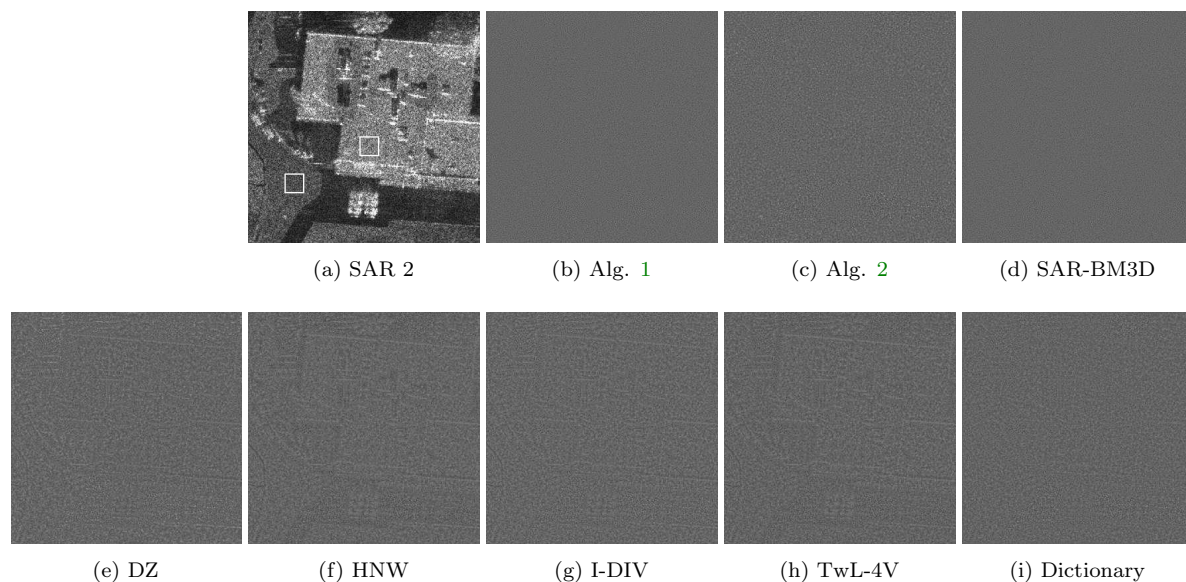 (a) SAR 2
(b) Alg. 1
(c) Alg. 2
(d) SAR-BM3D
(e) DZ
(f) HNW
(g) I-DIV
(h) TwL-4V
(i) Dictionary